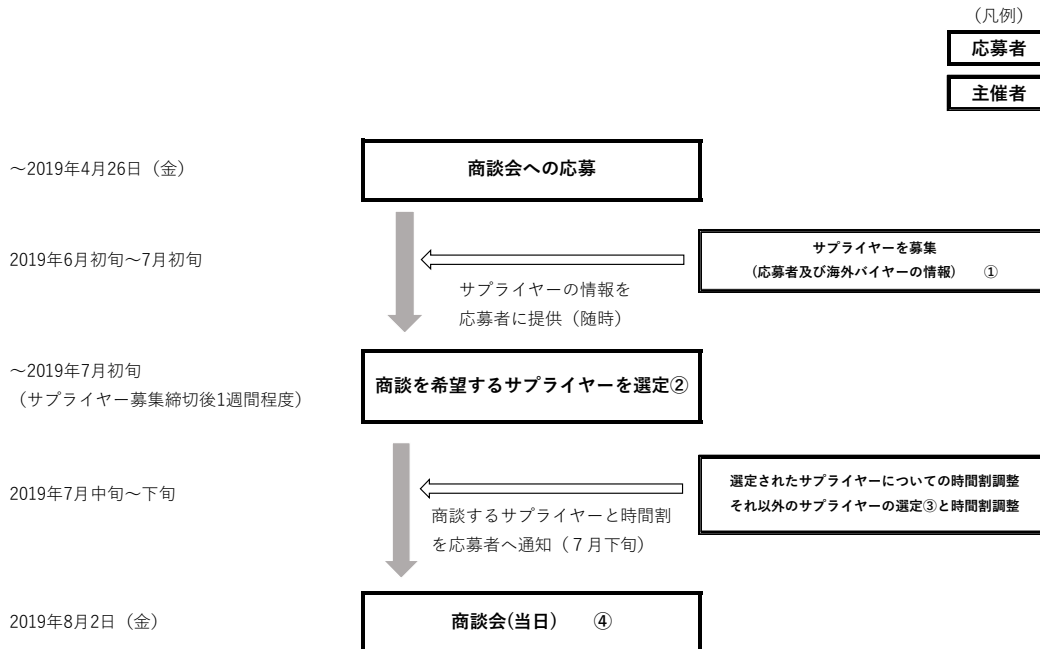 （凡例）
応募者
主催者
～2019年4月26日（金）
商談会への応募
2019年6月初旬～7月初旬
サプライヤーを募集
(応募者及び海外バイヤーの情報)　①
サプライヤーの情報を
応募者に提供（随時）
～2019年7月初旬
（サプライヤー募集締切後1週間程度）
商談を希望するサプライヤーを選定②
2019年7月中旬～下旬
選定されたサプライヤーについての時間割調整
それ以外のサプライヤーの選定③と時間割調整
商談するサプライヤーと時間割
を応募者へ通知（７月下旬）
2019年8月2日（金）
商談会(当日)　④